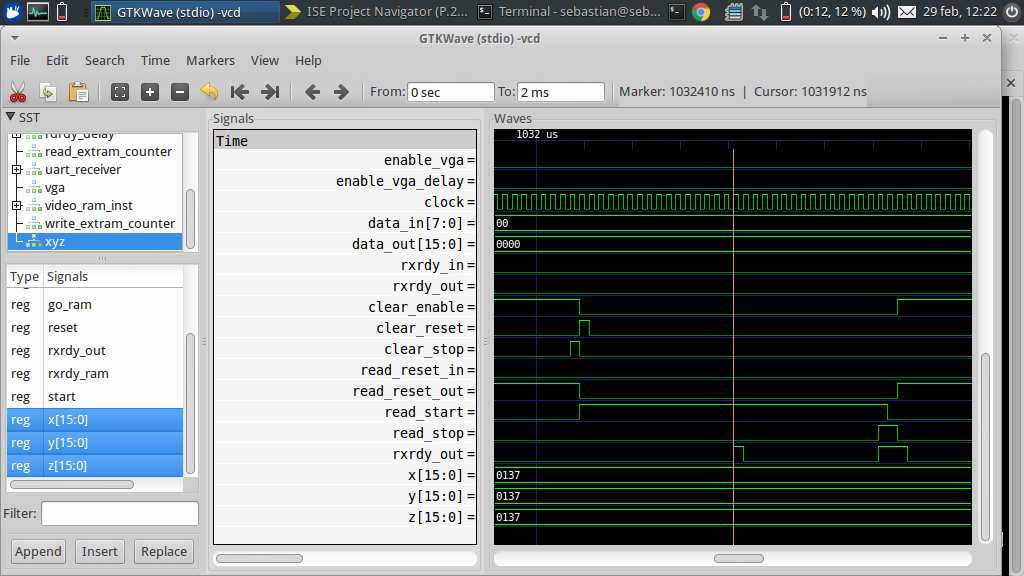 GTKWave (stdio) -vcd
ISE Project Navigator (P.2...
Terminal - sebastian@seb...
(0:12, 12 %)
29 feb, 12:22
GTKWave (stdio) -vcd
File Edit Search Time Markers View Help
From: 0 sec To: 2 ms Marker: 1032410 ns | Cursor: 1031912 ns
SST
rdrdy_delay
read_extram_counter
uart_receiver
vga
video_ram_inst
write_extram_counter
xyz
Type Signals
reg go_ram
reg reset
reg rxrdy_out
reg rxrdy_ram
reg start
reg x[15:0]
reg y[15:0]
reg z[15:0]
Filter:
Append Insert Replace
Signals
Time
enable_vga =
enable_vga_delay =
clock =
data_in[7:0] =
data_out[15:0] =
rxrdy_in =
rxrdy_out =
clear_enable =
clear_reset =
clear_stop =
read_reset_in =
read_reset_out =
read_start =
read_stop =
rxrdy_out =
x[15:0] =
y[15:0] =
z[15:0] =
Waves
1032 us
00
0000
0137
0137
0137